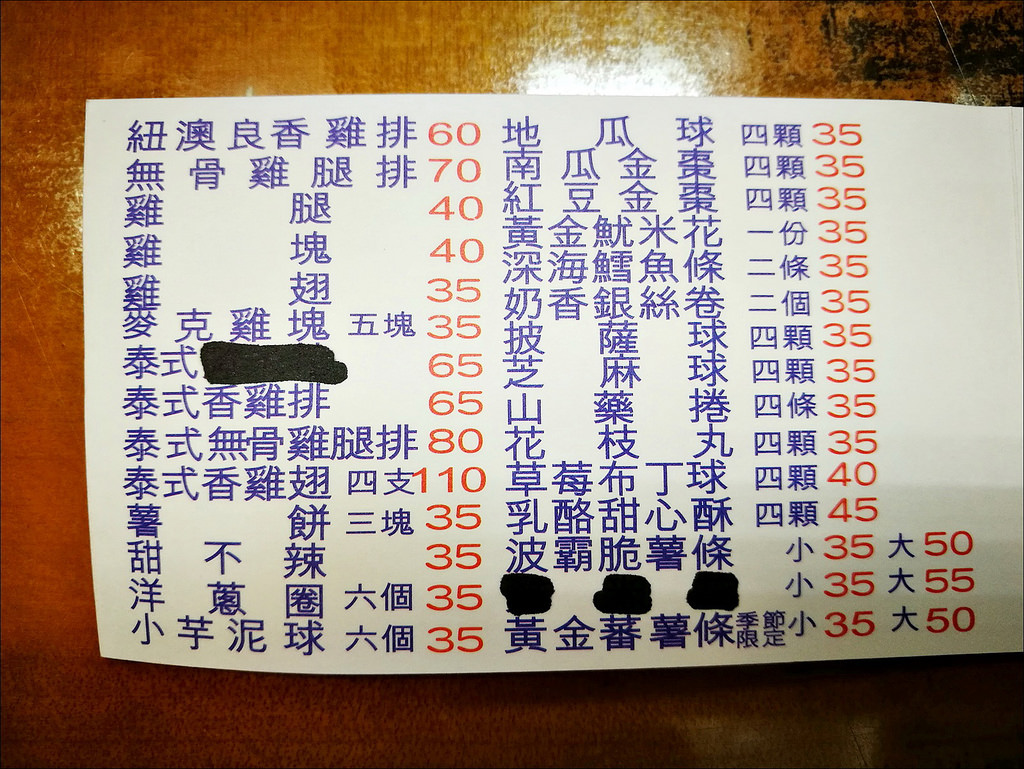 紐澳良香雞排 60
無骨雞腿排 70
雞腿 40
雞塊 40
雞翅 35
麥克雞塊 五塊 35
泰式 65
泰式香雞排 65
泰式無骨雞腿排 80
泰式香雞翅 四支 110
薯餅 三塊 35
甜不辣 35
洋蔥圈 六個 35
小芋泥球 六個 35
地瓜球 四顆 35
南瓜金棗 四顆 35
紅豆金棗 四顆 35
黃金魷米花 一份 35
深海鱈魚條 二條 35
奶香銀絲卷 二個 35
披薩球 四顆 35
芝麻球 四顆 35
山藥捲 四條 35
花枝丸 四顆 35
草莓布丁球 四顆 40
乳酪甜心酥 四顆 45
波霸脆薯條 小 35 大 50
小 35 大 55
黃金蕃薯條 季節限定 小 35 大 50